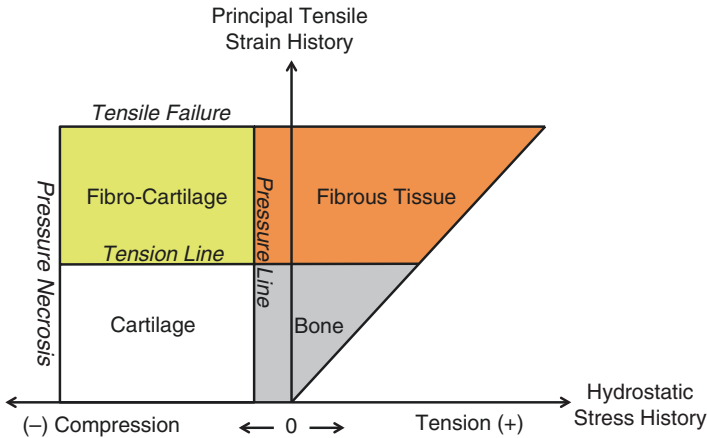 Principal Tensile
Strain History
Tensile Failure
Pressure Necrosis
Fibro-Cartilage
Pressure Line
Fibrous Tissue
Tension Line
Cartilage
Bone
(–) Compression
0
Tension (+)
Hydrostatic
Stress History